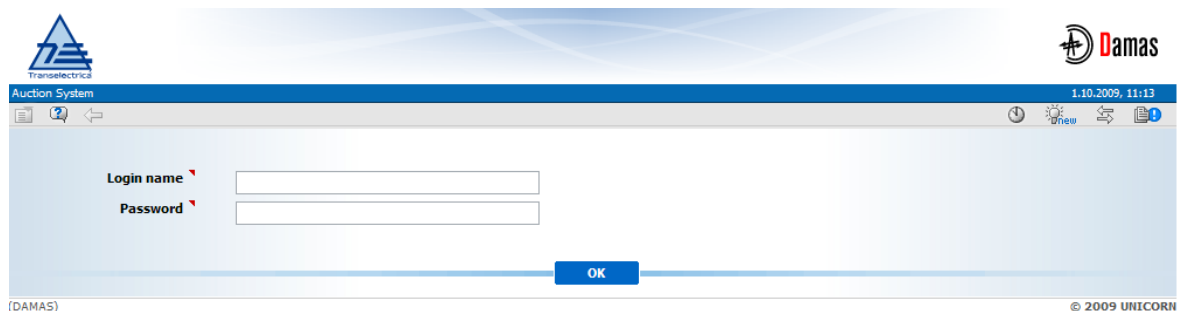 Transelectrica
Damas
Auction System
1.10.2009, 11:13
new
Login name
Password
OK
(DAMAS)
© 2009 UNICORN